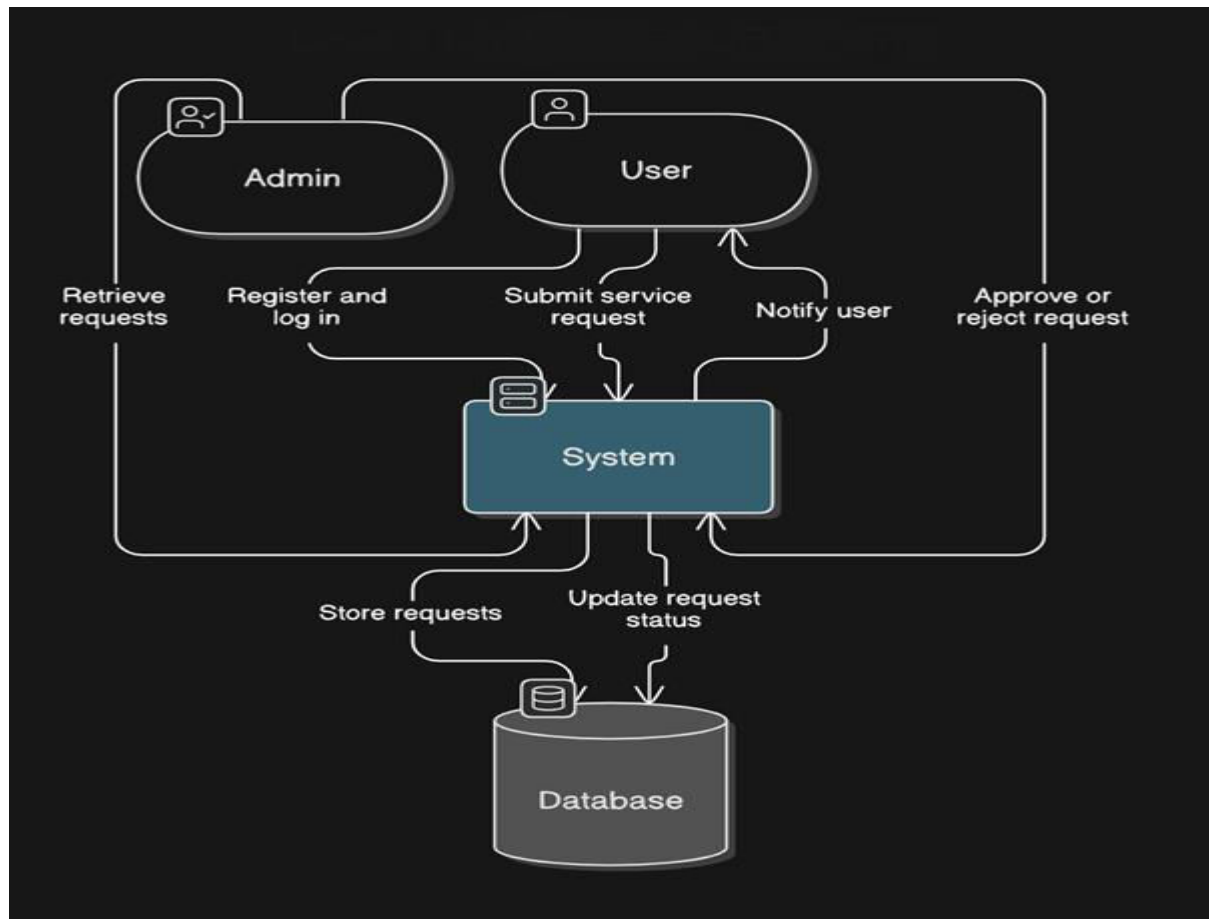 Admin
User
Retrieve
requests
Register and
log in
Submit service
request
Notify user
Approve or
reject request
System
Store requests
Update request
status
Database